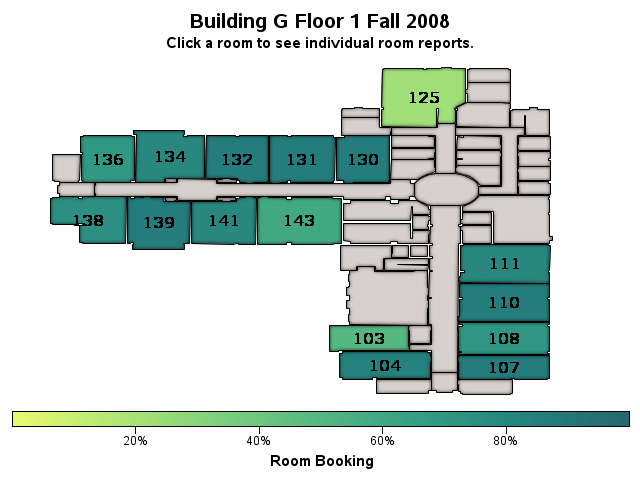 Building G Floor 1 Fall 2008
Click a room to see individual room reports.
125
136 134 132 131 130
138 139 141 143
111
110
103 108
104 107
20% 40% 60% 80%
Room Booking